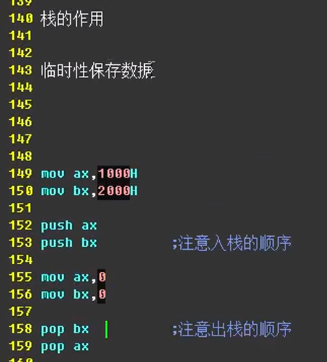 139
140 栈的作用
141
142
143 临时性保存数据
144
145
146
147
148
149 mov ax,1000H
150 mov bx,2000H
151
152 push ax
153 push bx ;注意入栈的顺序
154
155 mov ax,0
156 mov bx,0
157
158 pop bx ;注意出栈的顺序
159 pop ax
160